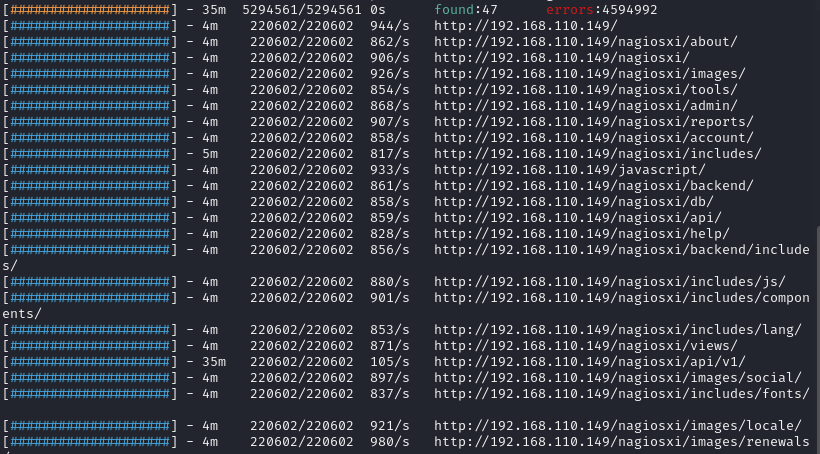 [####################] - 35m  5294561/5294561 0s      found:47      errors:4594992
[####################] - 4m   220602/220602  944/s   http://192.168.110.149/
[####################] - 4m   220602/220602  862/s   http://192.168.110.149/nagiosxi/about/
[####################] - 4m   220602/220602  906/s   http://192.168.110.149/nagiosxi/
[####################] - 4m   220602/220602  926/s   http://192.168.110.149/nagiosxi/images/
[####################] - 4m   220602/220602  854/s   http://192.168.110.149/nagiosxi/tools/
[####################] - 4m   220602/220602  868/s   http://192.168.110.149/nagiosxi/admin/
[####################] - 4m   220602/220602  907/s   http://192.168.110.149/nagiosxi/reports/
[####################] - 4m   220602/220602  858/s   http://192.168.110.149/nagiosxi/account/
[####################] - 5m   220602/220602  817/s   http://192.168.110.149/nagiosxi/includes/
[####################] - 4m   220602/220602  933/s   http://192.168.110.149/javascript/
[####################] - 4m   220602/220602  861/s   http://192.168.110.149/nagiosxi/backend/
[####################] - 4m   220602/220602  858/s   http://192.168.110.149/nagiosxi/db/
[####################] - 4m   220602/220602  859/s   http://192.168.110.149/nagiosxi/api/
[####################] - 4m   220602/220602  828/s   http://192.168.110.149/nagiosxi/help/
[####################] - 4m   220602/220602  856/s   http://192.168.110.149/nagiosxi/backend/include
s/
[####################] - 4m   220602/220602  880/s   http://192.168.110.149/nagiosxi/includes/js/
[####################] - 4m   220602/220602  901/s   http://192.168.110.149/nagiosxi/includes/compon
ents/
[####################] - 4m   220602/220602  853/s   http://192.168.110.149/nagiosxi/includes/lang/
[####################] - 4m   220602/220602  871/s   http://192.168.110.149/nagiosxi/views/
[####################] - 35m  220602/220602  105/s   http://192.168.110.149/nagiosxi/api/v1/
[####################] - 4m   220602/220602  897/s   http://192.168.110.149/nagiosxi/images/social/
[####################] - 4m   220602/220602  837/s   http://192.168.110.149/nagiosxi/includes/fonts/
[####################] - 4m   220602/220602  921/s   http://192.168.110.149/nagiosxi/images/locale/
[####################] - 4m   220602/220602  980/s   http://192.168.110.149/nagiosxi/images/renewals